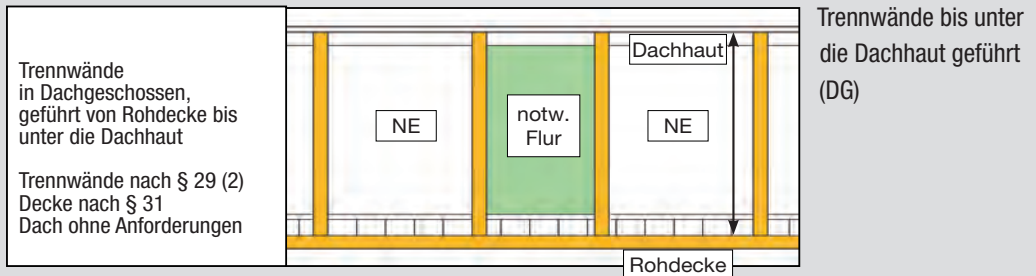 Trennwände
in Dachgeschossen,
geführt von Rohdecke bis
unter die Dachhaut
Trennwände nach § 29 (2)
Decke nach § 31
Dach ohne Anforderungen
Dachhaut
NE
notw.
Flur
NE
Rohdecke
Trennwände bis unter
die Dachhaut geführt
(DG)